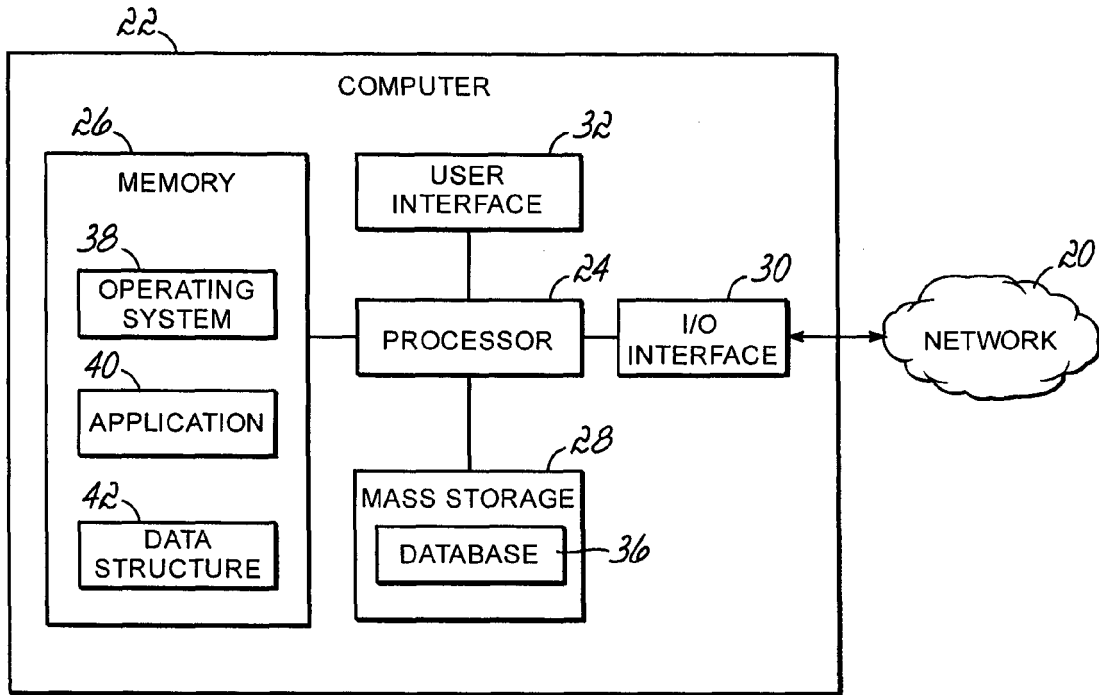 22
COMPUTER
26
MEMORY
38
OPERATING
SYSTEM
40
APPLICATION
42
DATA
STRUCTURE
32
USER
INTERFACE
24
PROCESSOR
30
I/O
INTERFACE
20
NETWORK
28
MASS STORAGE
DATABASE
36